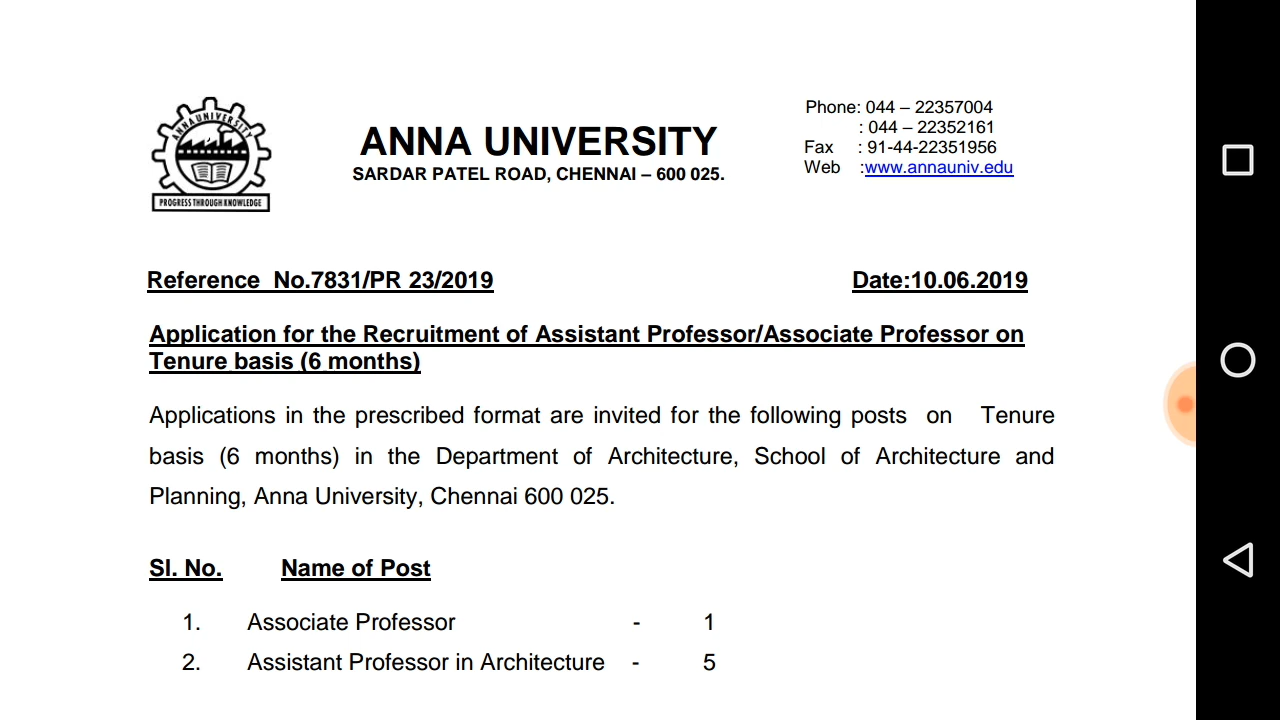 ANNA UNIVERSITY
PROGRESS THROUGH KNOWLEDGE
ANNA UNIVERSITY
SARDAR PATEL ROAD, CHENNAI – 600 025.
Phone: 044 – 22357004
: 044 – 22352161
Fax : 91-44-22351956
Web :www.annauniv.edu
Reference No.7831/PR 23/2019 Date:10.06.2019
Application for the Recruitment of Assistant Professor/Associate Professor on
Tenure basis (6 months)
Applications in the prescribed format are invited for the following posts on Tenure
basis (6 months) in the Department of Architecture, School of Architecture and
Planning, Anna University, Chennai 600 025.
Sl. No. Name of Post
1. Associate Professor - 1
2. Assistant Professor in Architecture - 5